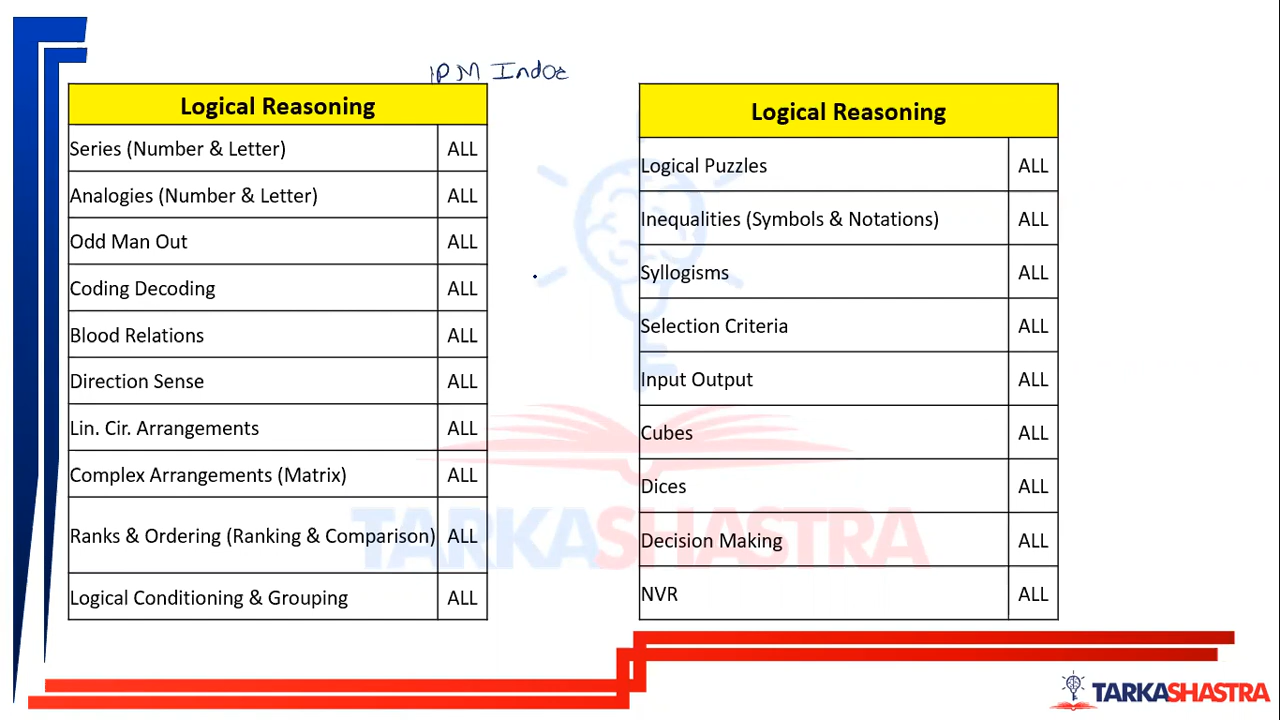 IPM Indor
Logical Reasoning
Series (Number & Letter) ALL
Analogies (Number & Letter) ALL
Odd Man Out ALL
Coding Decoding ALL
Blood Relations ALL
Direction Sense ALL
Lin. Cir. Arrangements ALL
Complex Arrangements (Matrix) ALL
Ranks & Ordering (Ranking & Comparison) ALL
Logical Conditioning & Grouping ALL
Logical Reasoning
Logical Puzzles ALL
Inequalities (Symbols & Notations) ALL
Syllogisms ALL
Selection Criteria ALL
Input Output ALL
Cubes ALL
Dices ALL
Decision Making ALL
NVR ALL
TARKASHASTRA
TARKASHASTRA